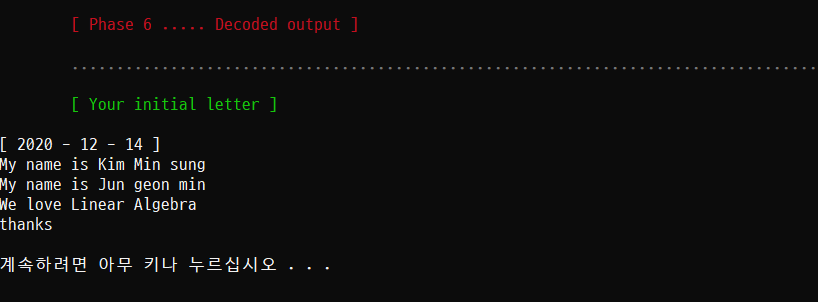 [ Phase 6 ..... Decoded output ]
..................................................................................
[ Your initial letter ]
[ 2020 - 12 - 14 ]
My name is Kim Min sung
My name is Jun geon min
We love Linear Algebra
thanks
계속하려면 아무 키나 누르십시오 . . .